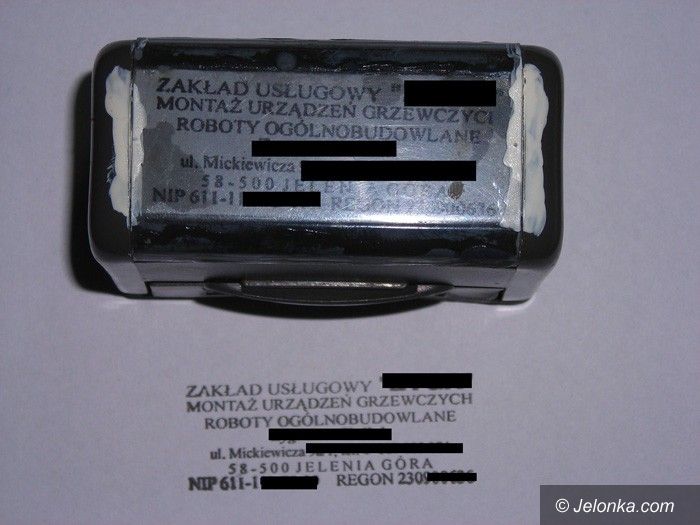 ZAKŁAD USŁUGOWY "
MONTAŻ URZĄDZEŃ GRZEWCZYCH
ROBOTY OGÓLNOBUDOWLANE
ul. Mickiewicza
58-500 JELENIA GÓRA
NIP 611-1 REGON
ZAKŁAD USŁUGOWY
MONTAŻ URZĄDZEŃ GRZEWCZYCH
ROBOTY OGÓLNOBUDOWLANE
ul. Mickiewicza
58-500 JELENIA GÓRA
NIP 611-1 REGON 230
© Jelonka.com